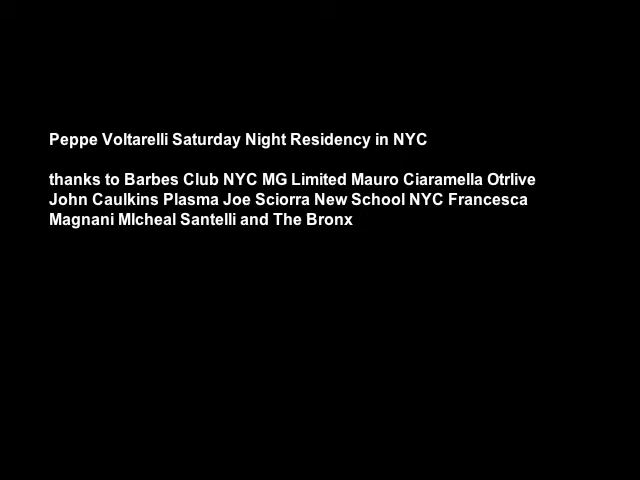 Peppe Voltarelli Saturday Night Residency in NYC
thanks to Barbes Club NYC MG Limited Mauro Ciaramella Otrlive
John Caulkins Plasma Joe Sciorra New School NYC Francesca
Magnani MIcheal Santelli and The Bronx